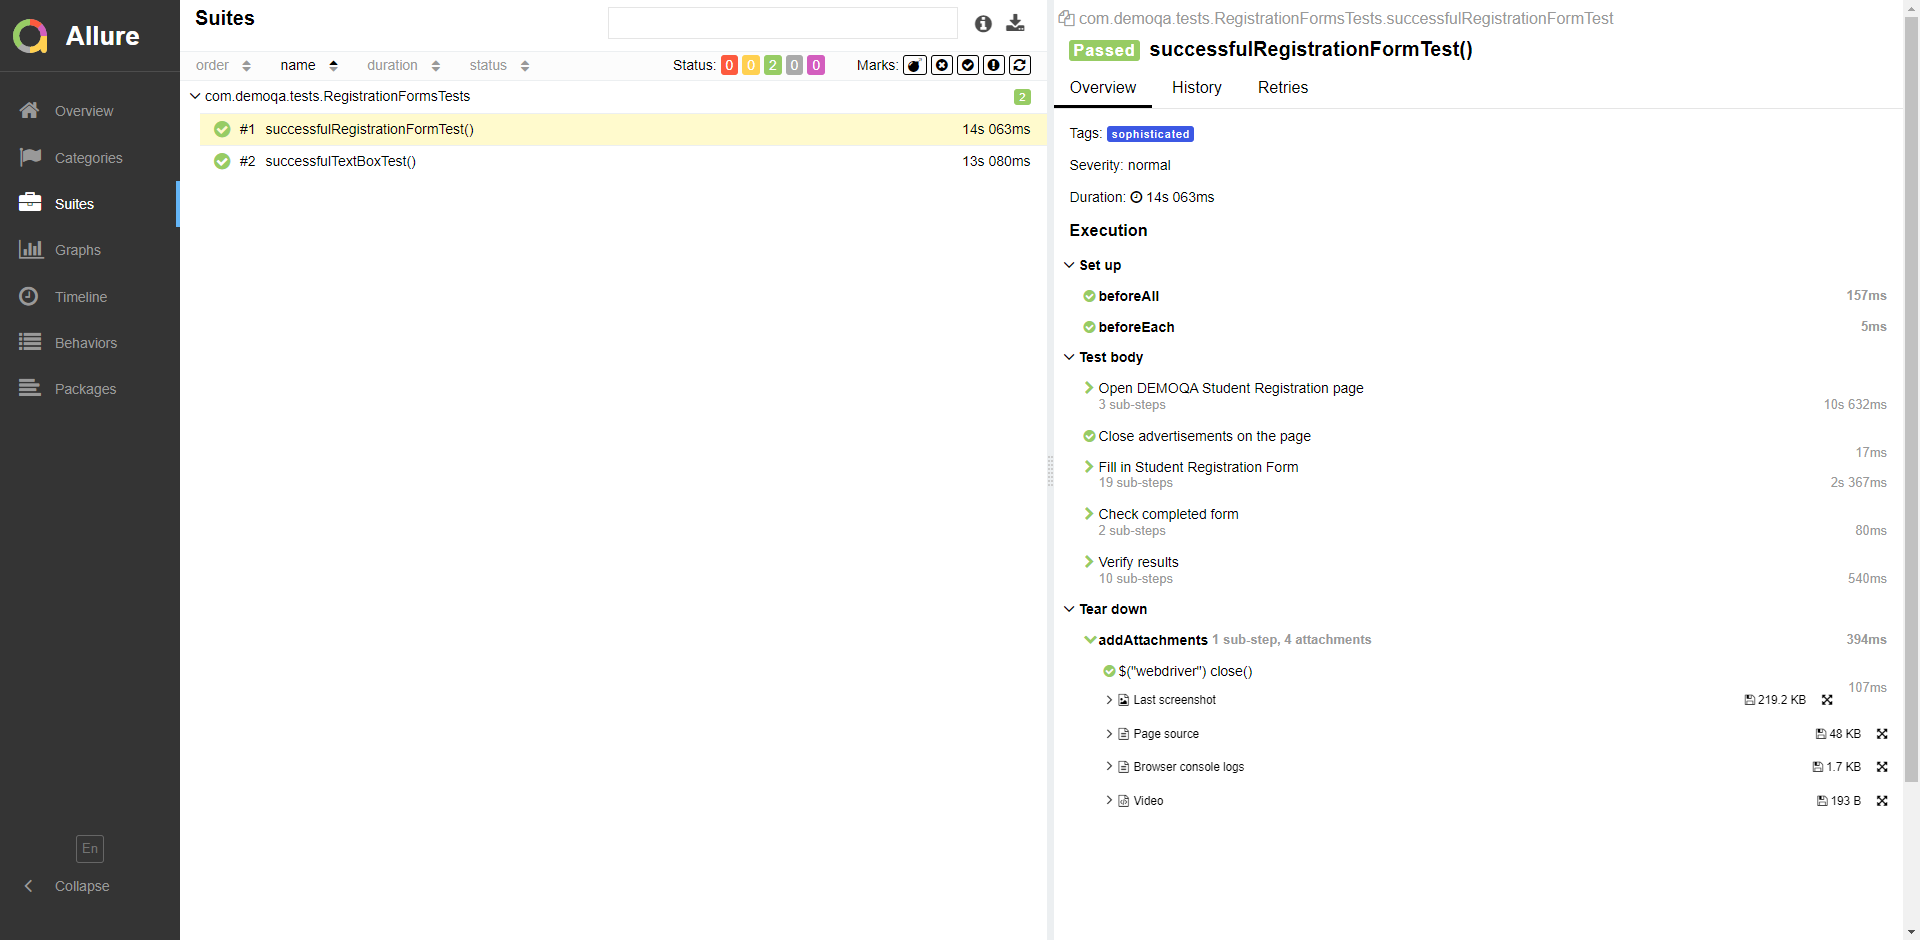 Allure
Overview
Categories
Suites
Graphs
Timeline
Behaviors
Packages
En
Collapse
Suites
order name duration status Status: 0 0 2 0 0 Marks:
com.demoqa.tests.RegistrationFormsTests 2
#1 successfulRegistrationFormTest() 14s 063ms
#2 successfulTextBoxTest() 13s 080ms
com.demoqa.tests.RegistrationFormsTests.successfulRegistrationFormTest
Passed successfulRegistrationFormTest()
Overview History Retries
Tags: sophisticated
Severity: normal
Duration: 14s 063ms
Execution
Set up
beforeAll 157ms
beforeEach 5ms
Test body
Open DEMOQA Student Registration page
3 sub-steps 10s 632ms
Close advertisements on the page
17ms
Fill in Student Registration Form
19 sub-steps 2s 367ms
Check completed form
2 sub-steps 80ms
Verify results
10 sub-steps 540ms
Tear down
addAttachments 1 sub-step, 4 attachments 394ms
$("webdriver") close()
107ms
Last screenshot 219.2 KB
Page source 48 KB
Browser console logs 1.7 KB
Video 193 B